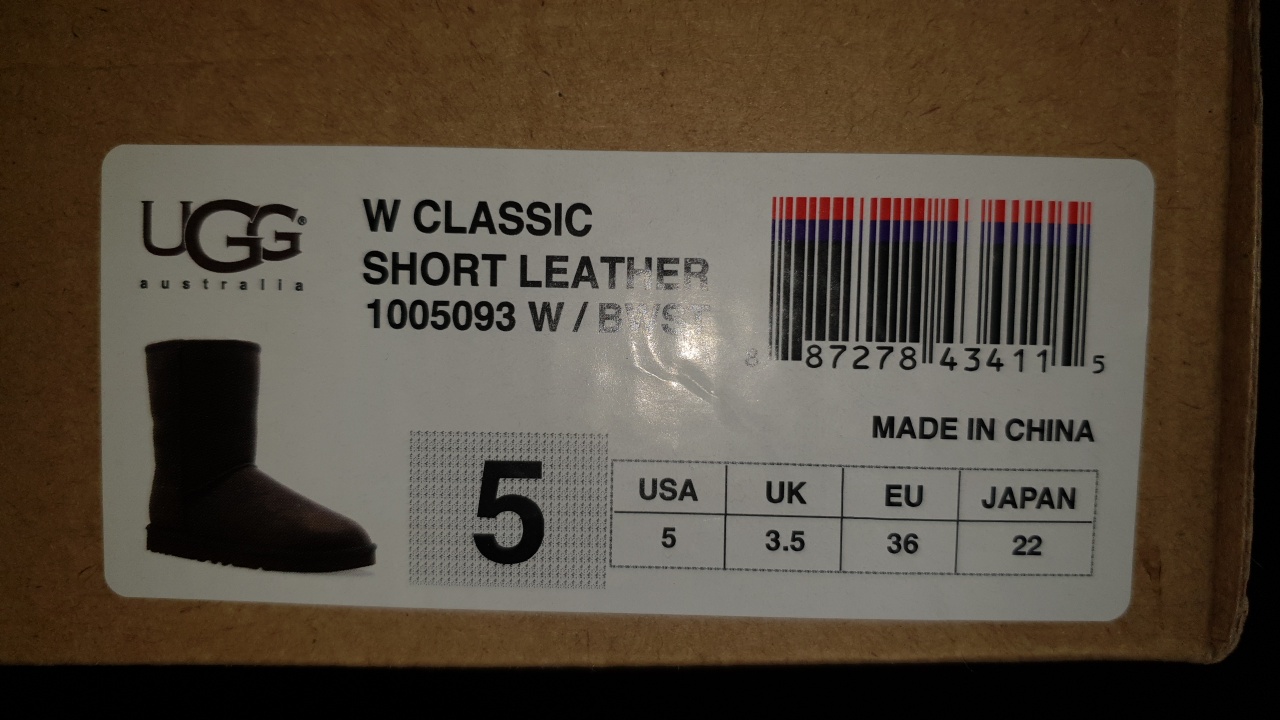 UGG®
australia
W CLASSIC
SHORT LEATHER
1005093 W / BWST
8 87278 43411 5
MADE IN CHINA
5
USA UK EU JAPAN
5 3.5 36 22